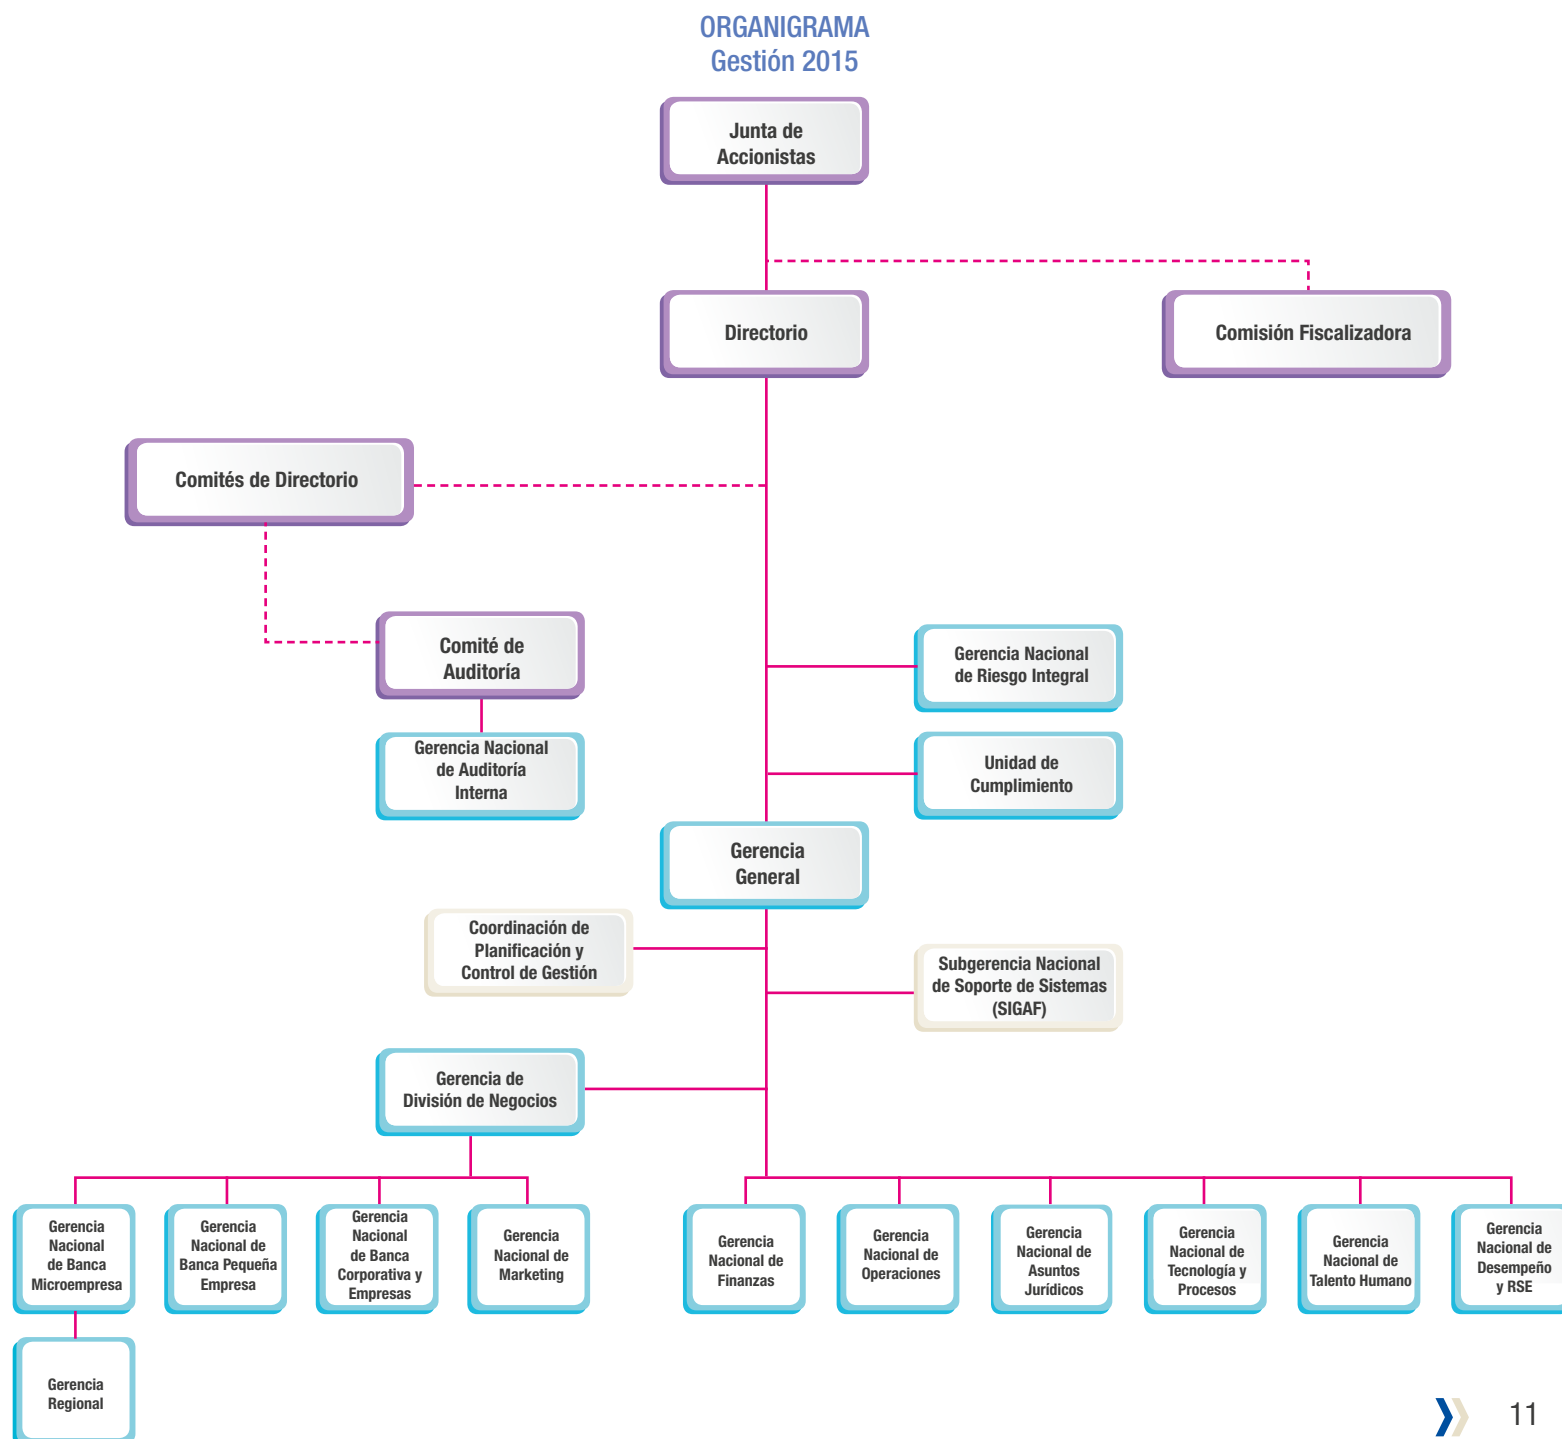 ORGANIGRAMA
Gestión 2015
Junta de
Accionistas
Directorio
Comisión Fiscalizadora
Comités de Directorio
Comité de
Auditoría
Gerencia Nacional
de Riesgo Integral
Gerencia Nacional
de Auditoría
Interna
Unidad de
Cumplimiento
Gerencia
General
Coordinación de
Planificación y
Control de Gestión
Subgerencia Nacional
de Soporte de Sistemas
(SIGAF)
Gerencia de
División de Negocios
Gerencia
Nacional
de Banca
Microempresa
Gerencia
Nacional de
Banca Pequeña
Empresa
Gerencia
Nacional
de Banca
Corporativa y
Empresas
Gerencia
Nacional de
Marketing
Gerencia
Nacional de
Finanzas
Gerencia
Nacional de
Operaciones
Gerencia
Nacional de
Asuntos
Jurídicos
Gerencia
Nacional de
Tecnología y
Procesos
Gerencia
Nacional de
Talento Humano
Gerencia
Nacional de
Desempeño
y RSE
Gerencia
Regional
11